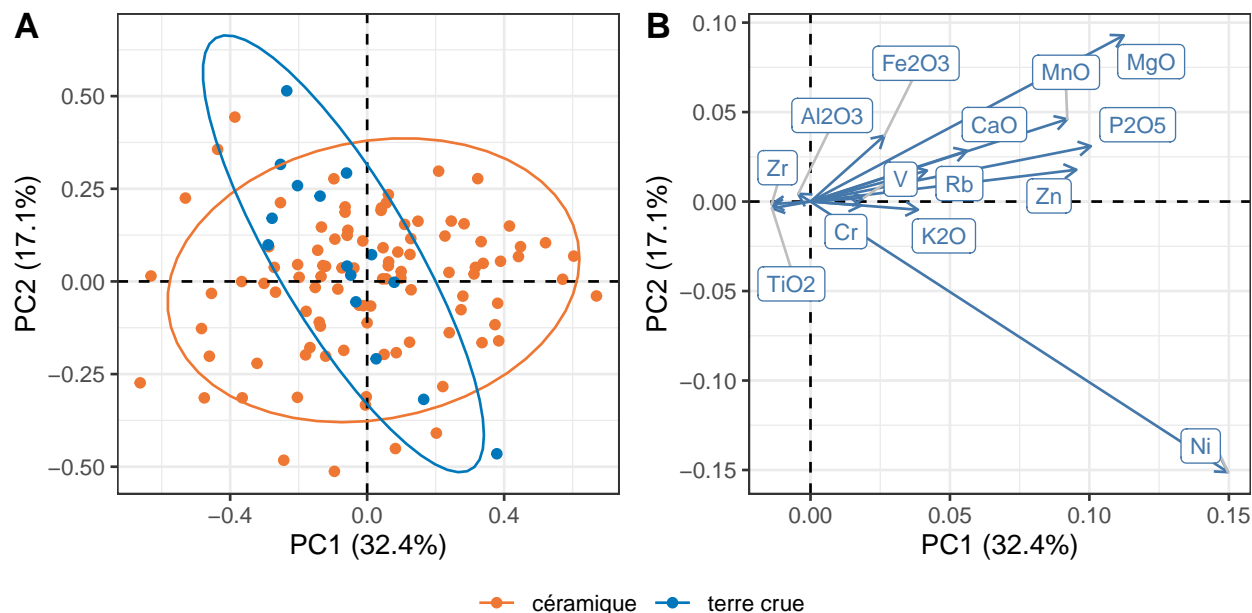 A
B
PC2 (17.1%)
0.50
0.25
0.00
−0.25
−0.50
−0.4
0.0
0.4
PC1 (32.4%)
PC2 (17.1%)
0.10
0.05
0.00
−0.05
−0.10
−0.15
Fe2O3
MnO
MgO
Al2O3
CaO
P2O5
Zr
V
Rb
Zn
Cr
K2O
TiO2
Ni
0.00
0.05
0.10
0.15
PC1 (32.4%)
céramique
terre crue